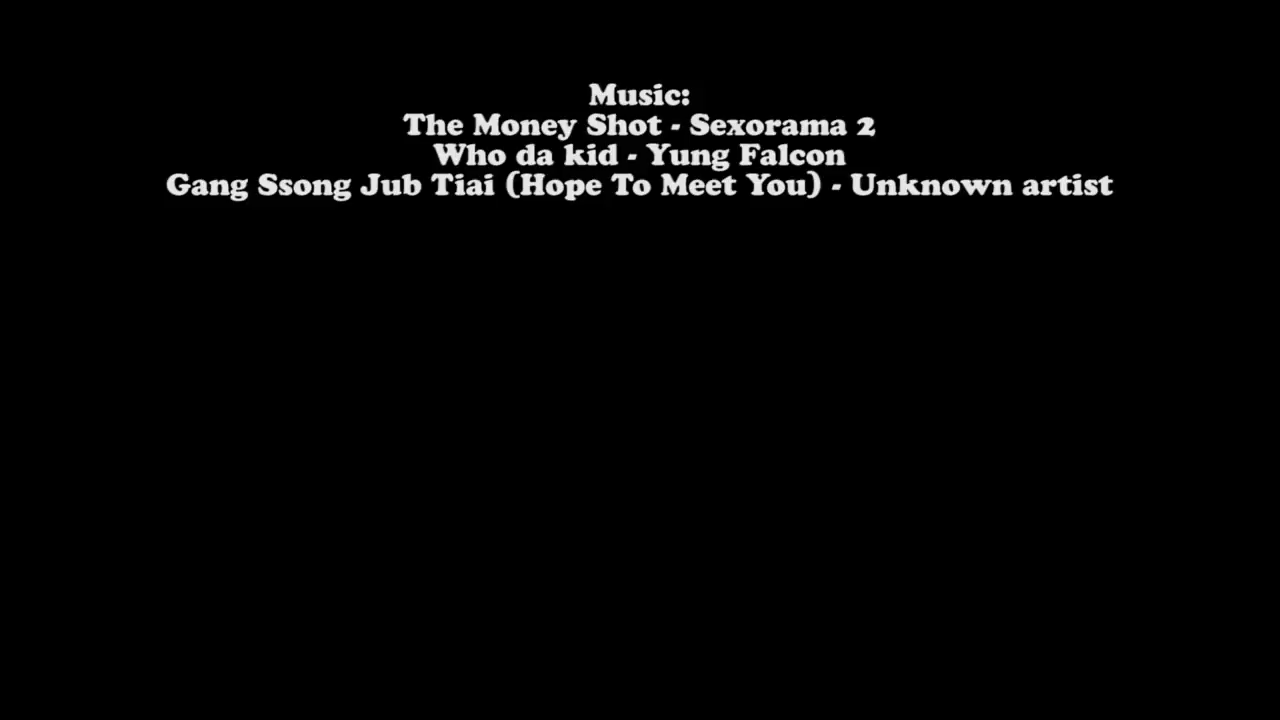 Music:
The Money Shot - Sexorama 2
Who da kid - Yung Falcon
Gang Ssong Jub Tiai (Hope To Meet You) - Unknown artist